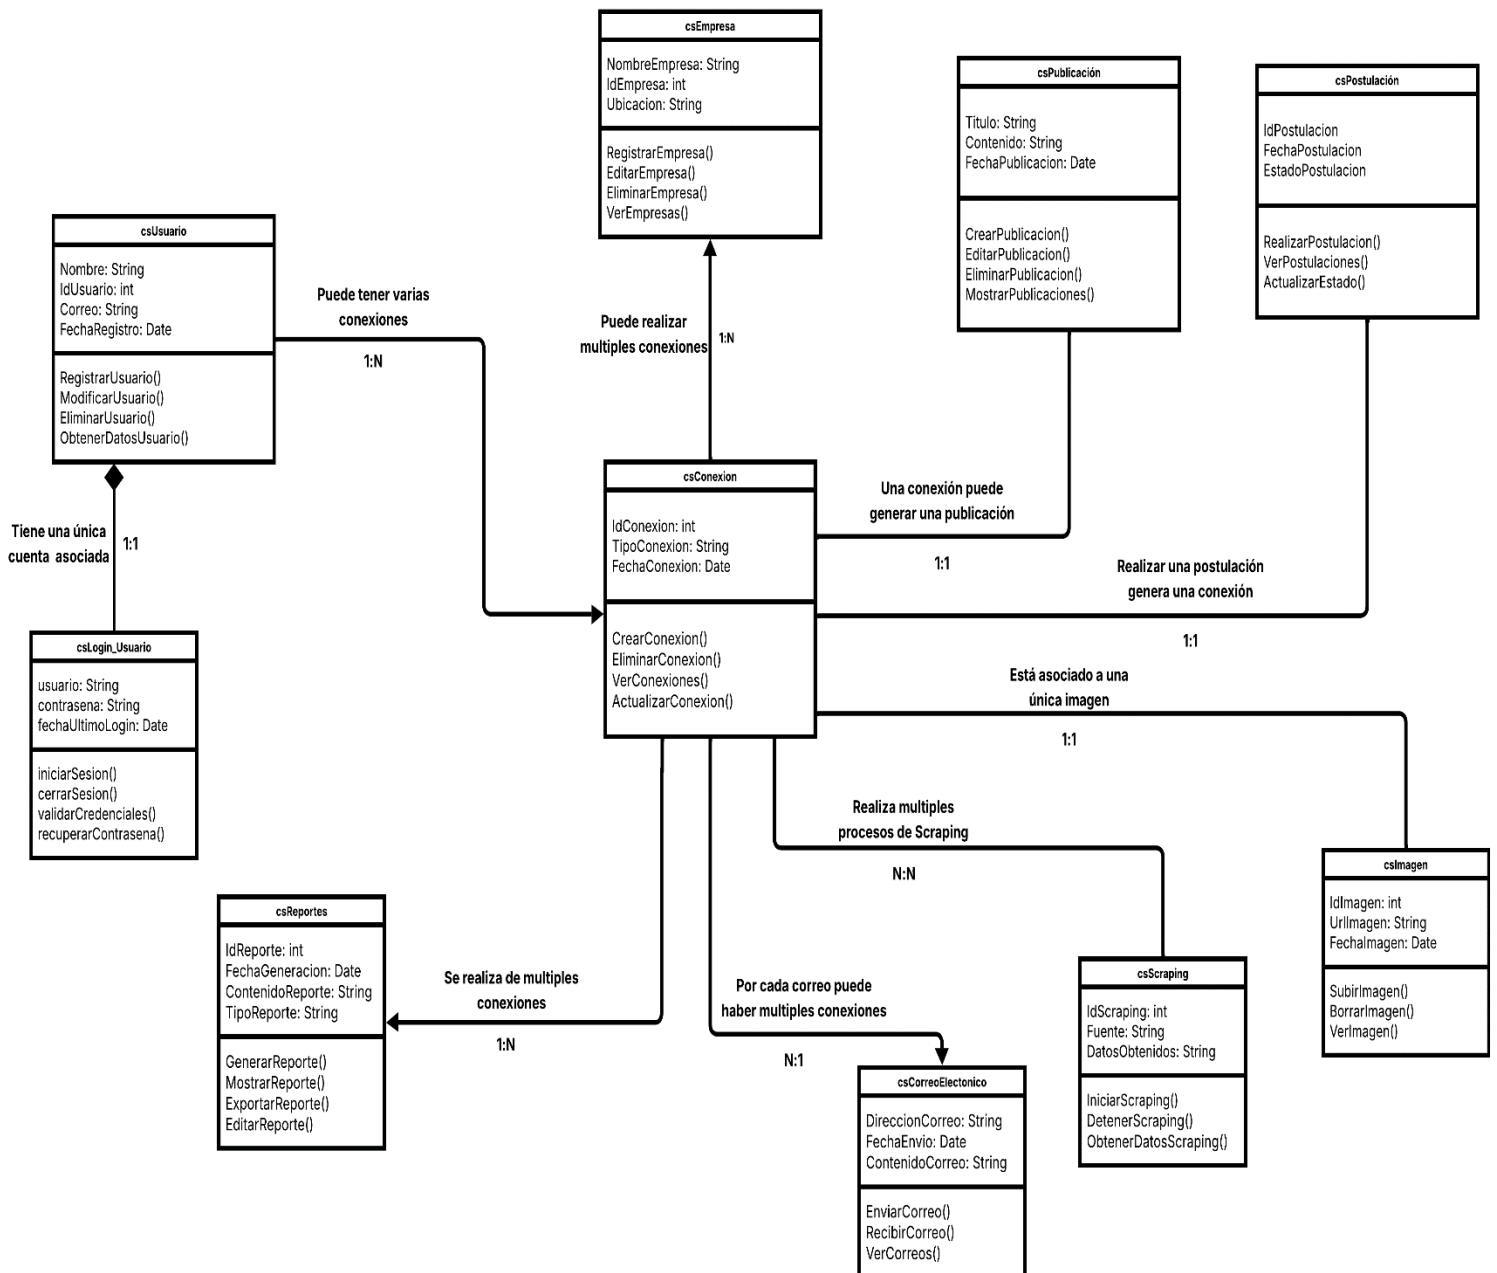 csEmpresa
NombreEmpresa: String
IdEmpresa: int
Ubicacion: String
RegistrarEmpresa()
EditarEmpresa()
EliminarEmpresa()
VerEmpresas()
csPublicación
Titulo: String
Contenido: String
FechaPublicacion: Date
CrearPublicacion()
EditarPublicacion()
EliminarPublicacion()
MostrarPublicaciones()
csPostulación
IdPostulacion
FechaPostulacion
EstadoPostulacion
RealizarPostulacion()
VerPostulaciones()
ActualizarEstado()
csUsuario
Nombre: String
IdUsuario: int
Correo: String
FechaRegistro: Date
RegistrarUsuario()
ModificarUsuario()
EliminarUsuario()
ObtenerDatosUsuario()
Puede tener varias
conexiones
1:N
Puede realizar
multiples conexiones
1:N
Tiene una única
cuenta asociada
1:1
csLogin_Usuario
usuario: String
contrasena: String
fechaUltimoLogin: Date
iniciarSesion()
cerrarSesion()
validarCredenciales()
recuperarContrasena()
csConexion
IdConexion: int
TipoConexion: String
FechaConexion: Date
CrearConexion()
EliminarConexion()
VerConexiones()
ActualizarConexion()
Una conexión puede
generar una publicación
1:1
Realizar una postulación
genera una conexión
1:1
Está asociado a una
única imagen
1:1
Realiza multiples
procesos de Scraping
N:N
csImagen
IdImagen: int
UrlImagen: String
FechaImagen: Date
SubirImagen()
BorrarImagen()
VerImagen()
csReportes
IdReporte: int
FechaGeneracion: Date
ContenidoReporte: String
TipoReporte: String
GenerarReporte()
MostrarReporte()
ExportarReporte()
EditarReporte()
Se realiza de multiples
conexiones
1:N
Por cada correo puede
haber multiples conexiones
N:1
csScraping
IdScraping: int
Fuente: String
DatosObtenidos: String
IniciarScraping()
DetenerScraping()
ObtenerDatosScraping()
csCorreoElectonico
DireccionCorreo: String
FechaEnvio: Date
ContenidoCorreo: String
EnviarCorreo()
RecibirCorreo()
VerCorreos()